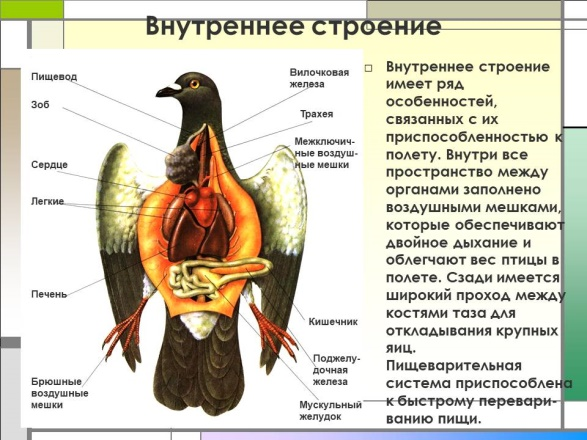 Внутреннее строение
Пищевод
Зоб
Сердце
Легкие
Печень
Брюшные
воздушные
мешки
Вилочковая
железа
Трахея
Межключич-
ные воздуш-
ные мешки
Кишечник
Поджелу-
дочная
железа
Мускульный
желудок
Внутреннее строение
имеет ряд
особенностей,
связанных с их
приспособленностью к
полету. Внутри все
пространство между
органами заполнено
воздушными мешками,
которые обеспечивают
двойное дыхание и
облегчают вес птицы в
полете. Сзади имеется
широкий проход между
костями таза для
откладывания крупных
яиц.
Пищеварительная
система приспособлена
к быстрому перевари-
ванию пищи.